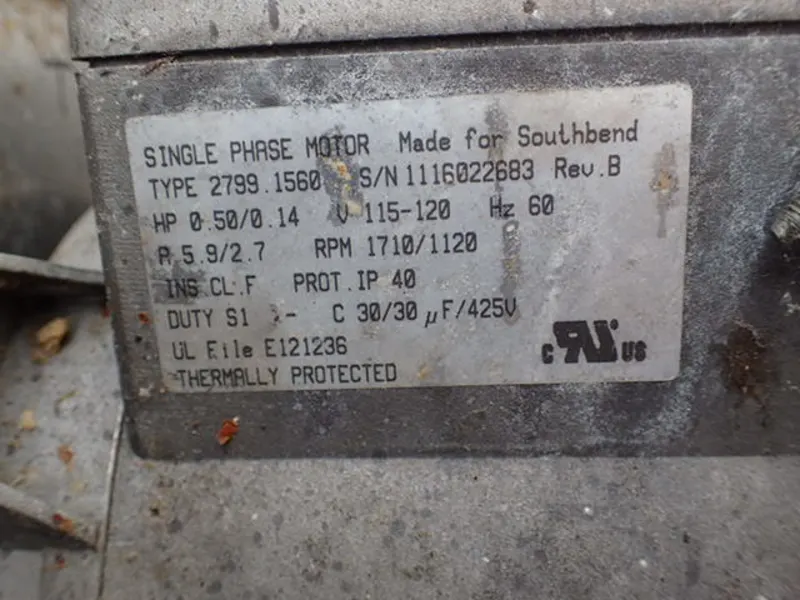 SINGLE PHASE MOTOR Made for Southbend
TYPE 2799.1560 S/N 1116022683 Rev.B
HP 0.50/0.14 V 115-120 Hz 60
A 5.9/2.7 RPM 1710/1120
INS.CL.F PROT.IP 40
DUTY S1 - C 30/30 µF/425V
UL File E121236
THERMALLY PROTECTED
C RU US